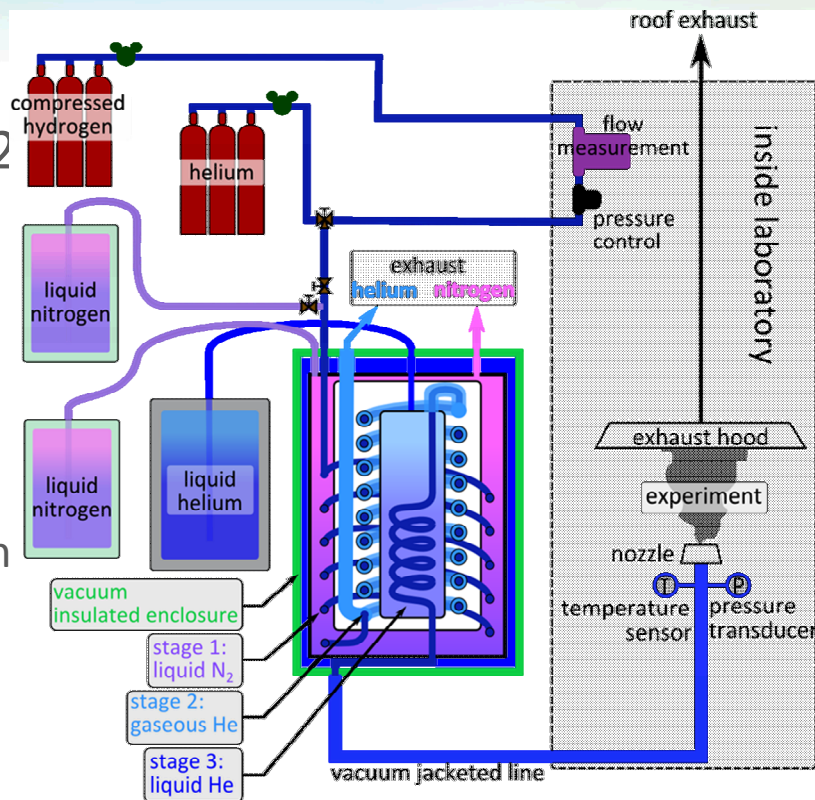 roof exhaust
compressed
hydrogen
2
helium
flow
measurement
inside laboratory
pressure
control
liquid
nitrogen
exhaust
helium nitrogen
liquid
nitrogen
liquid
helium
exhaust hood
experiment
n
nozzle
T
P
temperature
sensor
pressure
transducer
vacuum
insulated enclosure
stage 1:
liquid N₂
stage 2:
gaseous He
stage 3:
liquid He
vacuum jacketed line